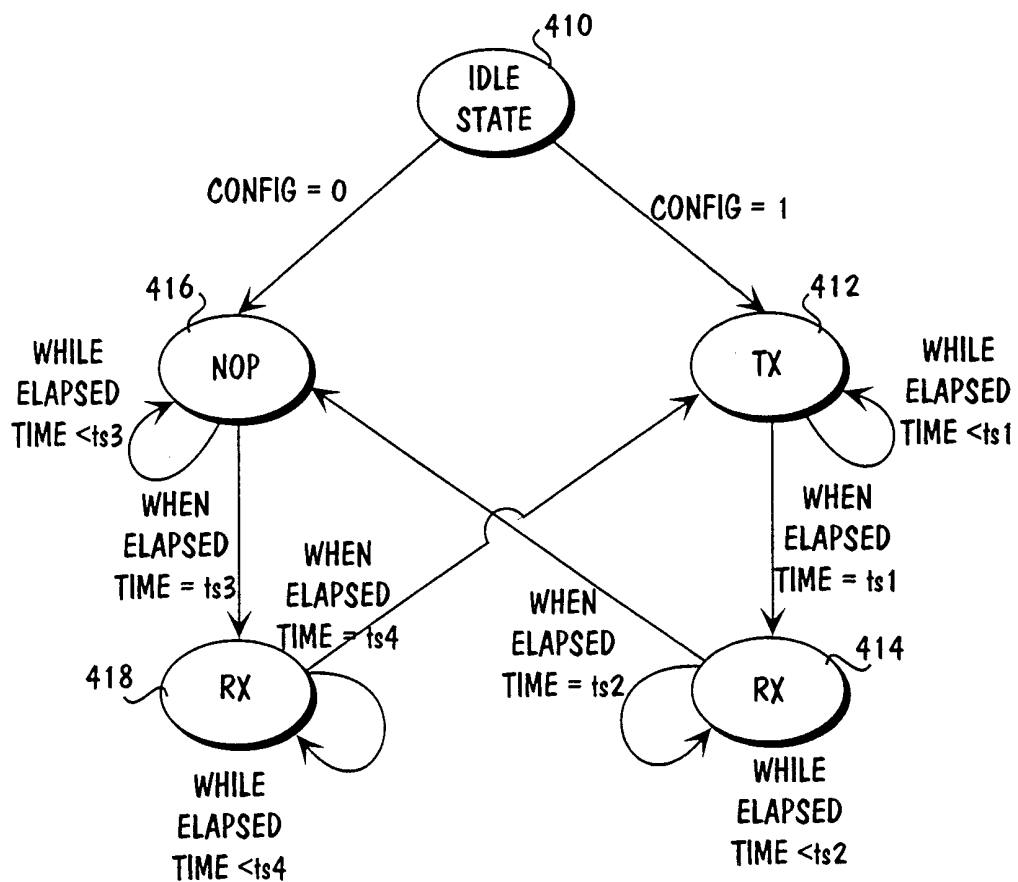 410
IDLE
STATE
CONFIG = 0
CONFIG = 1
416
412
NOP
TX
WHILE
ELAPSED
TIME <ts3
WHILE
ELAPSED
TIME <ts1
WHEN
ELAPSED
TIME = ts3
WHEN
ELAPSED
TIME = ts4
WHEN
ELAPSED
TIME = ts2
WHEN
ELAPSED
TIME = ts1
418
RX
414
RX
WHILE
ELAPSED
TIME <ts4
WHILE
ELAPSED
TIME <ts2